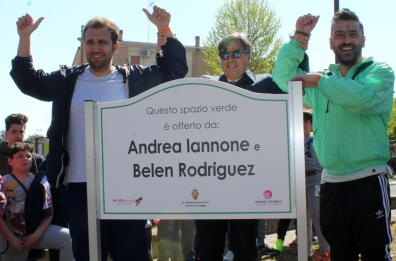 Questo spazio verde
è offerto da:
Andrea Iannone e
Belen Rodriguez